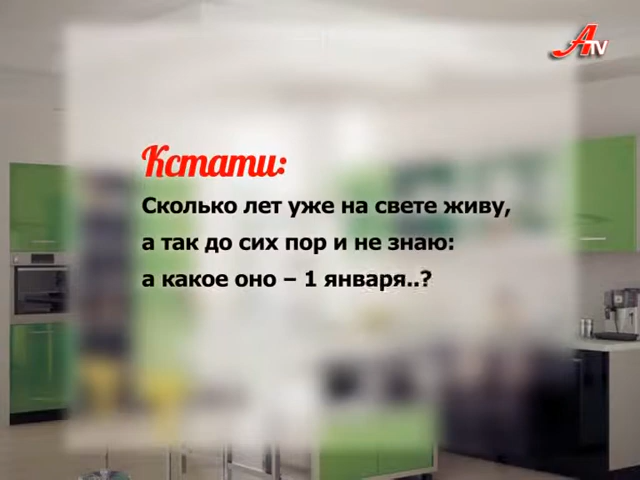 ATV
Кстати:
Сколько лет уже на свете живу,
а так до сих пор и не знаю:
а какое оно – 1 января..?